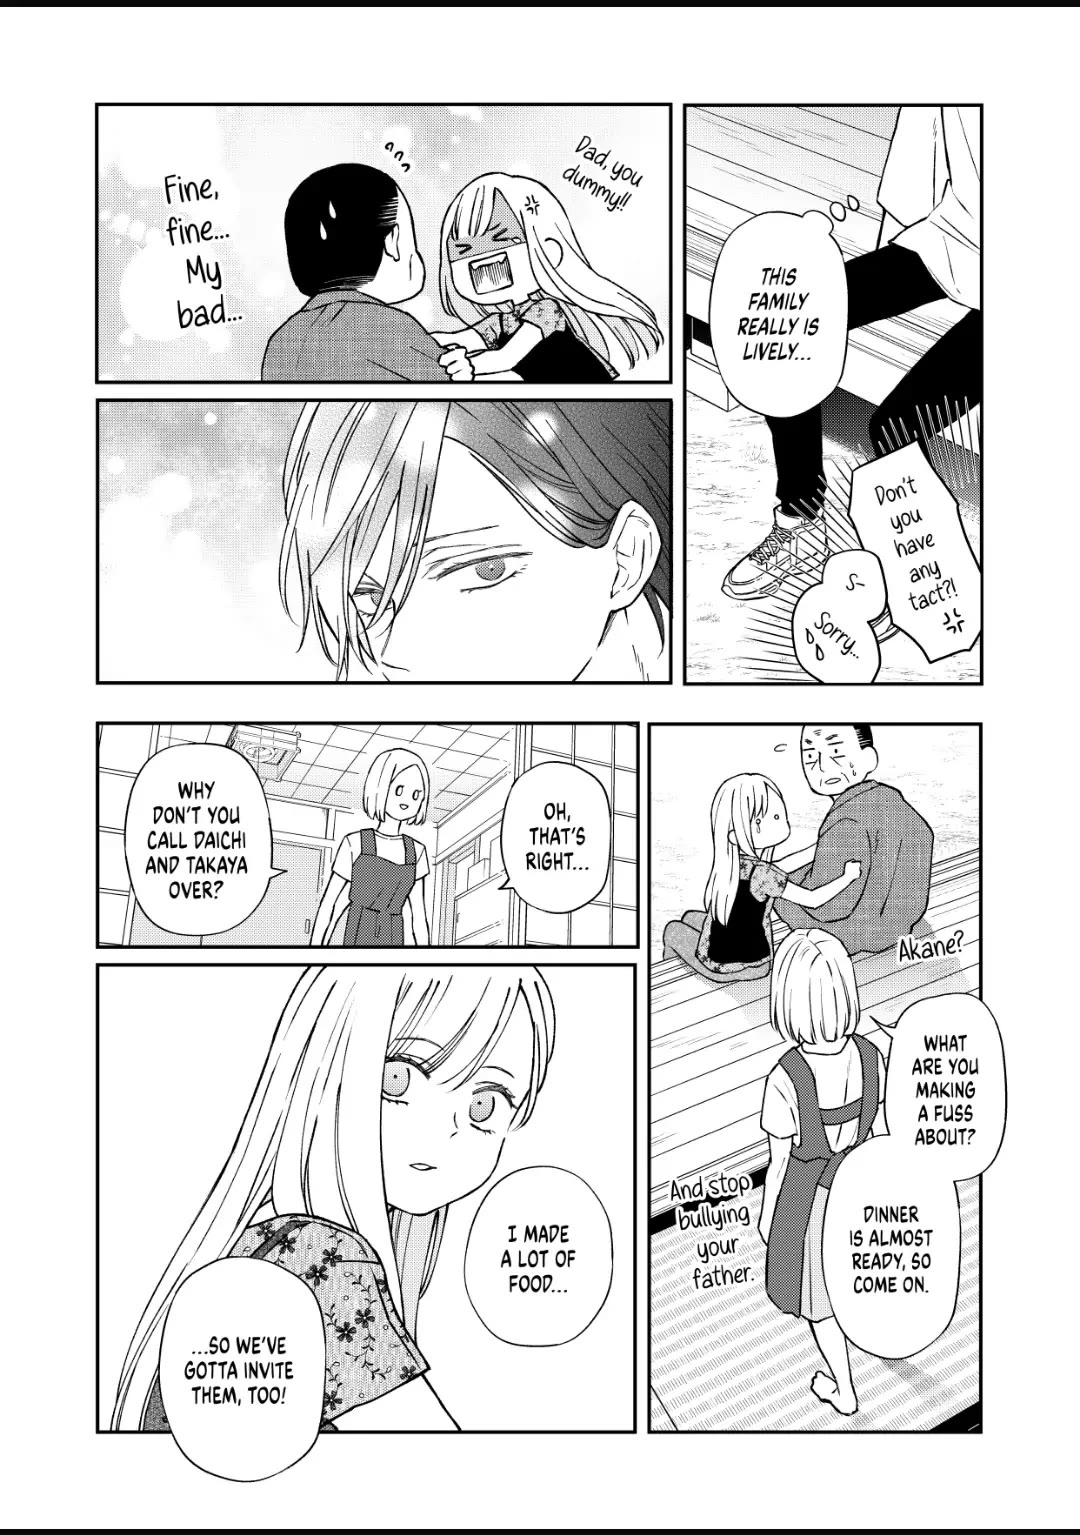 THIS
FAMILY
REALLY IS
LIVELY...
Don't
you
have
any
tact?!
S-
Sorry...
Dad, you
dummy!!
Fine,
fine...
My
bad...
Akane?
WHAT
ARE YOU
MAKING
A FUSS
ABOUT?
DINNER
IS ALMOST
READY, SO
COME ON.
And stop
bullying
your
father.
OH,
THAT'S
RIGHT...
WHY
DON'T YOU
CALL DAICHI
AND TAKAYA
OVER?
I MADE
A LOT OF
FOOD...
...SO WE'VE
GOTTA INVITE
THEM, TOO!